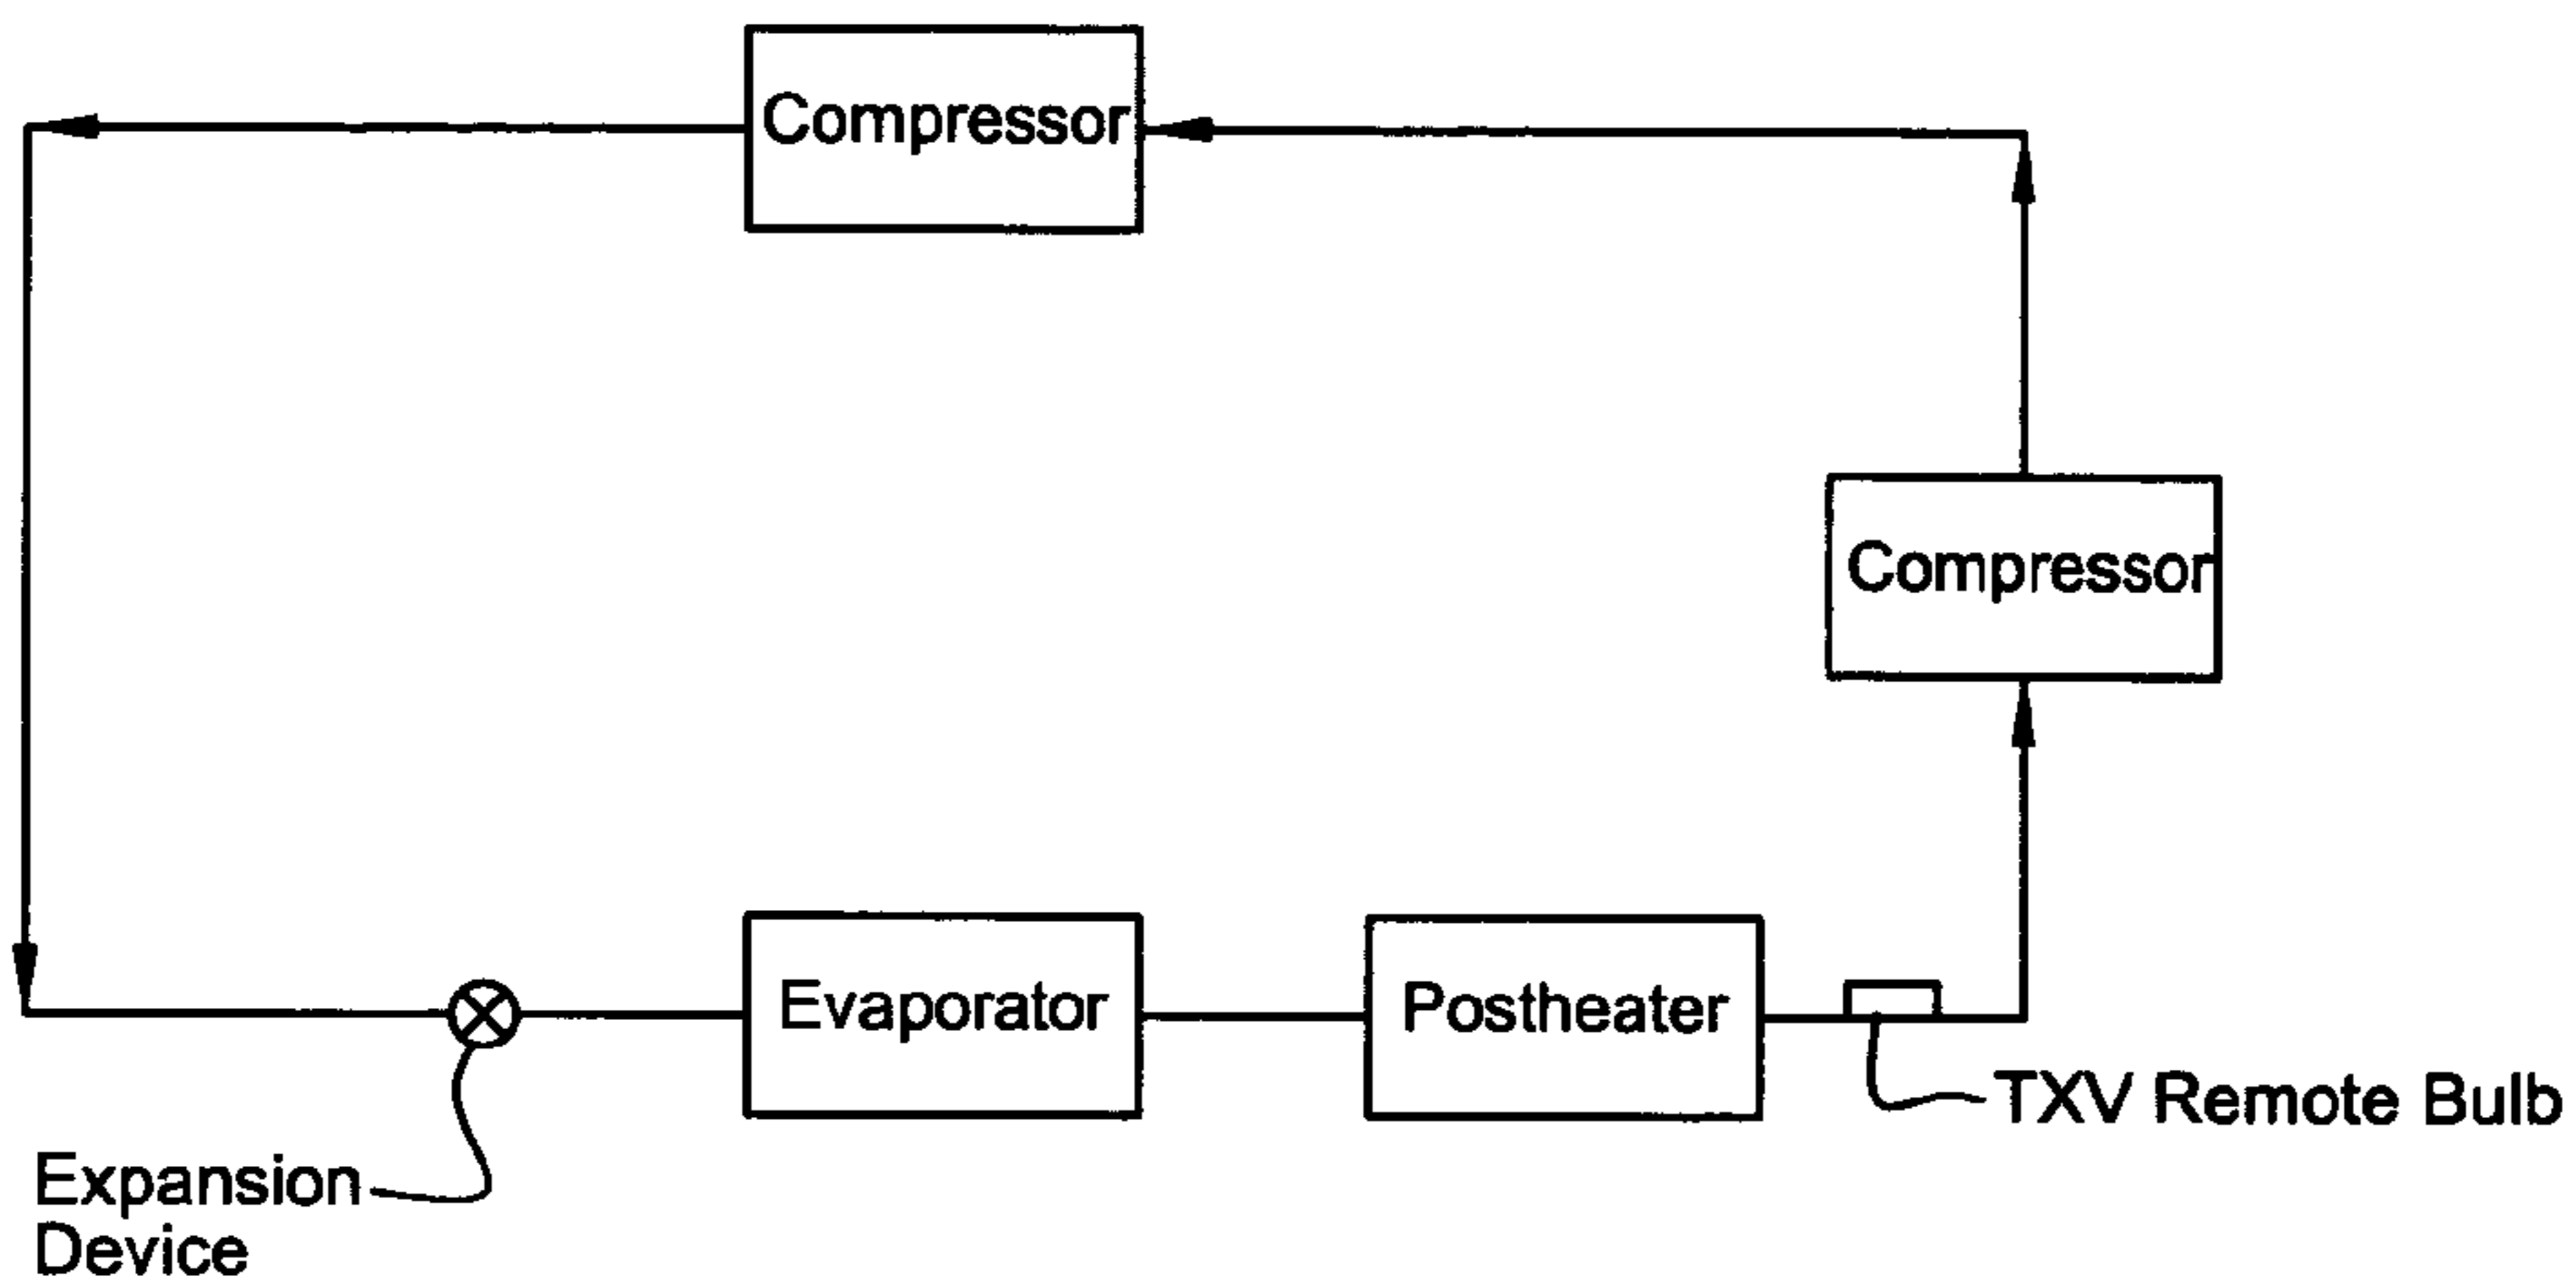 Compressor
Compressor
Evaporator
Postheater
TXV Remote Bulb
Expansion
Device